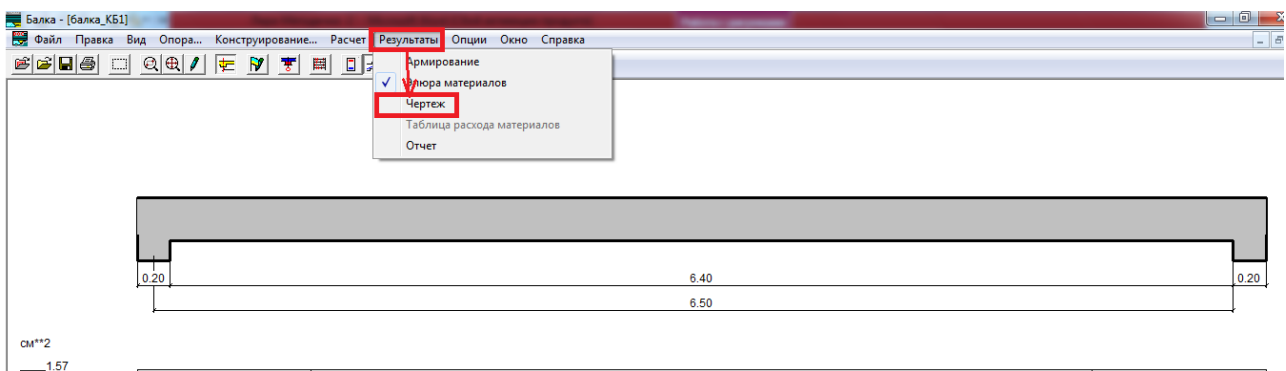 Балка - [балка_КБ1]
Файл Правка Вид Опора... Конструирование... Расчет Результаты Опции Окно Справка
Армирование
Эпюра материалов
Чертеж
Таблица расхода материалов
Отчет
0.20 6.40 0.20
6.50
см**2
1.57